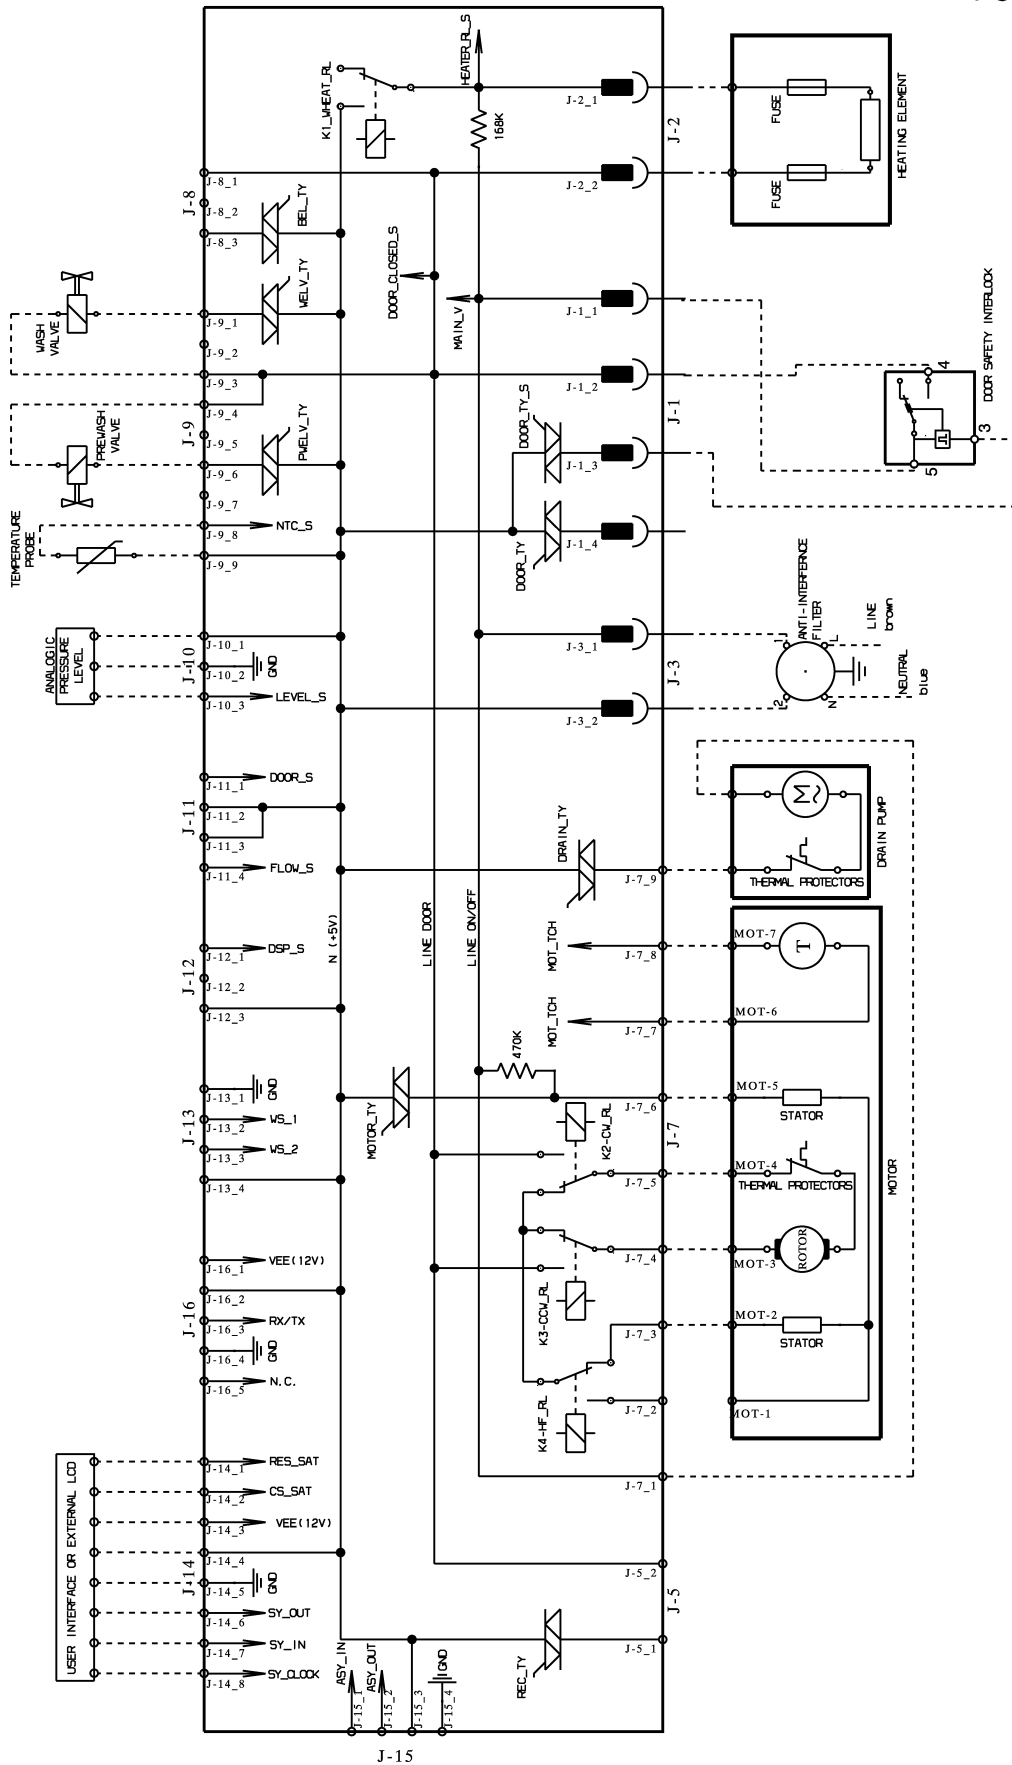 K1_WHEAT_RL
HEATER_RL_S
168K
J-2_1
J-2
FUSE
FUSE
HEATING ELEMENT
J-8
J-8_1
J-8_2
J-8_3
BEL_TY
J-2_2
DOOR_CLOSED_S
MAIN_V
WASH
VALVE
J-9_1
J-9_2
J-9_3
J-9_4
J-9
J-9_5
J-9_6
J-9_7
J-9_8
J-9_9
WELV_TY
PWELV_TY
NTC_S
PREWASH
VALVE
TEMPERATURE
PROBE
J-1_1
J-1_2
J-1
J-1_3
J-1_4
DOOR_TY_S
DOOR_TY
DOOR SAFETY INTERLOCK
4
3
5
ANALOGIC
PRESSURE
LEVEL
J-10
J-10_1
J-10_2
J-10_3
GND
LEVEL_S
J-3_1
J-3
J-3_2
ANTI-INTERFERNCE
FILTER
1
L
2
N
LINE
brown
NEUTRAL
blue
J-11
J-11_1
J-11_2
J-11_3
J-11_4
DOOR_S
FLOW_S
DRAIN_TY
J-7_9
M
THERMAL PROTECTORS
DRAIN PUMP
N (+5V)
LINE DOOR
LINE ON/OFF
J-12
J-12_1
J-12_2
J-12_3
DSP_S
MOT_TCH
J-7_8
MOT_TCH
J-7_7
MOT-7
T
MOT-6
J-13
J-13_1
J-13_2
J-13_3
J-13_4
GND
WS_1
WS_2
MOTOR_TY
470K
J-7_6
J-7
K2-CW_RL
J-7_5
J-7_4
MOT-5
STATOR
MOT-4
THERMAL PROTECTORS
ROTOR
MOT-3
MOT-2
STATOR
MOT-1
MOTOR
J-16
J-16_1
J-16_2
J-16_3
J-16_4
J-16_5
VEE(12V)
RX/TX
GND
N.C.
K3-CCW_RL
J-7_3
K4-HF_RL
J-7_2
J-7_1
USER INTERFACE OR EXTERNAL LCD
J-14
J-14_1
J-14_2
J-14_3
J-14_4
J-14_5
J-14_6
J-14_7
J-14_8
RES_SAT
CS_SAT
VEE(12V)
GND
SY_OUT
SY_IN
SY_CLOCK
J-5_2
J-5
J-5_1
REC_TY
ASY_IN
ASY_OUT
GND
J-15_1
J-15_2
J-15_3
J-15_4
J-15